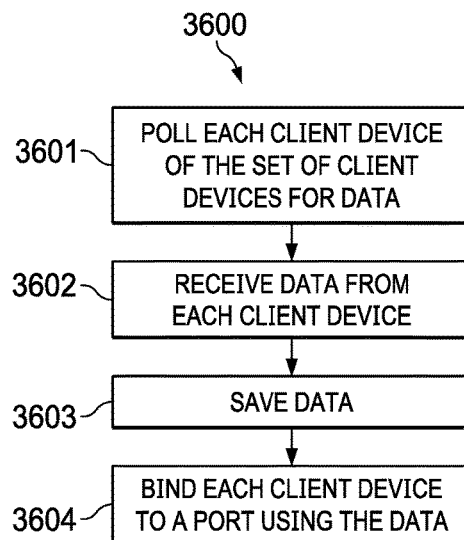 3600
3601
POLL EACH CLIENT DEVICE
OF THE SET OF CLIENT
DEVICES FOR DATA
3602
RECEIVE DATA FROM
EACH CLIENT DEVICE
3603
SAVE DATA
3604
BIND EACH CLIENT DEVICE
TO A PORT USING THE DATA